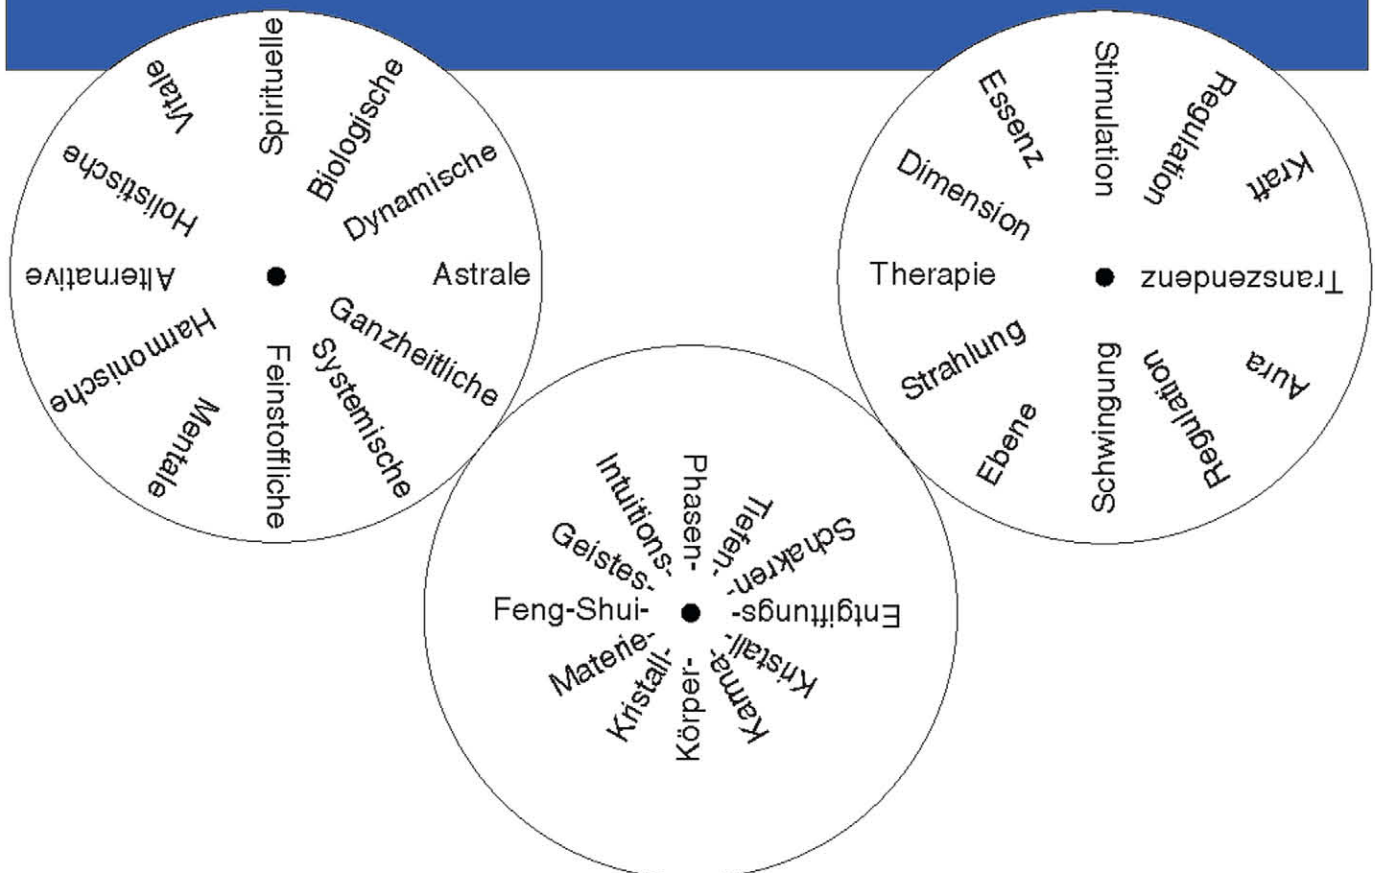 Spirituelle
Biologische
Dynamische
Astrale
Ganzheitliche
Systemische
Feinstoffliche
Mentale
Harmonische
Alternative
Holistische
Vitale
Phasen-
Tiefen-
Schakren-
Entgiftungs-
Kristall-
Karma-
Körper-
Kristall-
Materie-
Feng-Shui-
Geistes-
Intuitions-
Stimulation
Regulation
Kraft
Transzendenz
Aura
Regulation
Schwingung
Ebene
Strahlung
Therapie
Dimension
Essenz